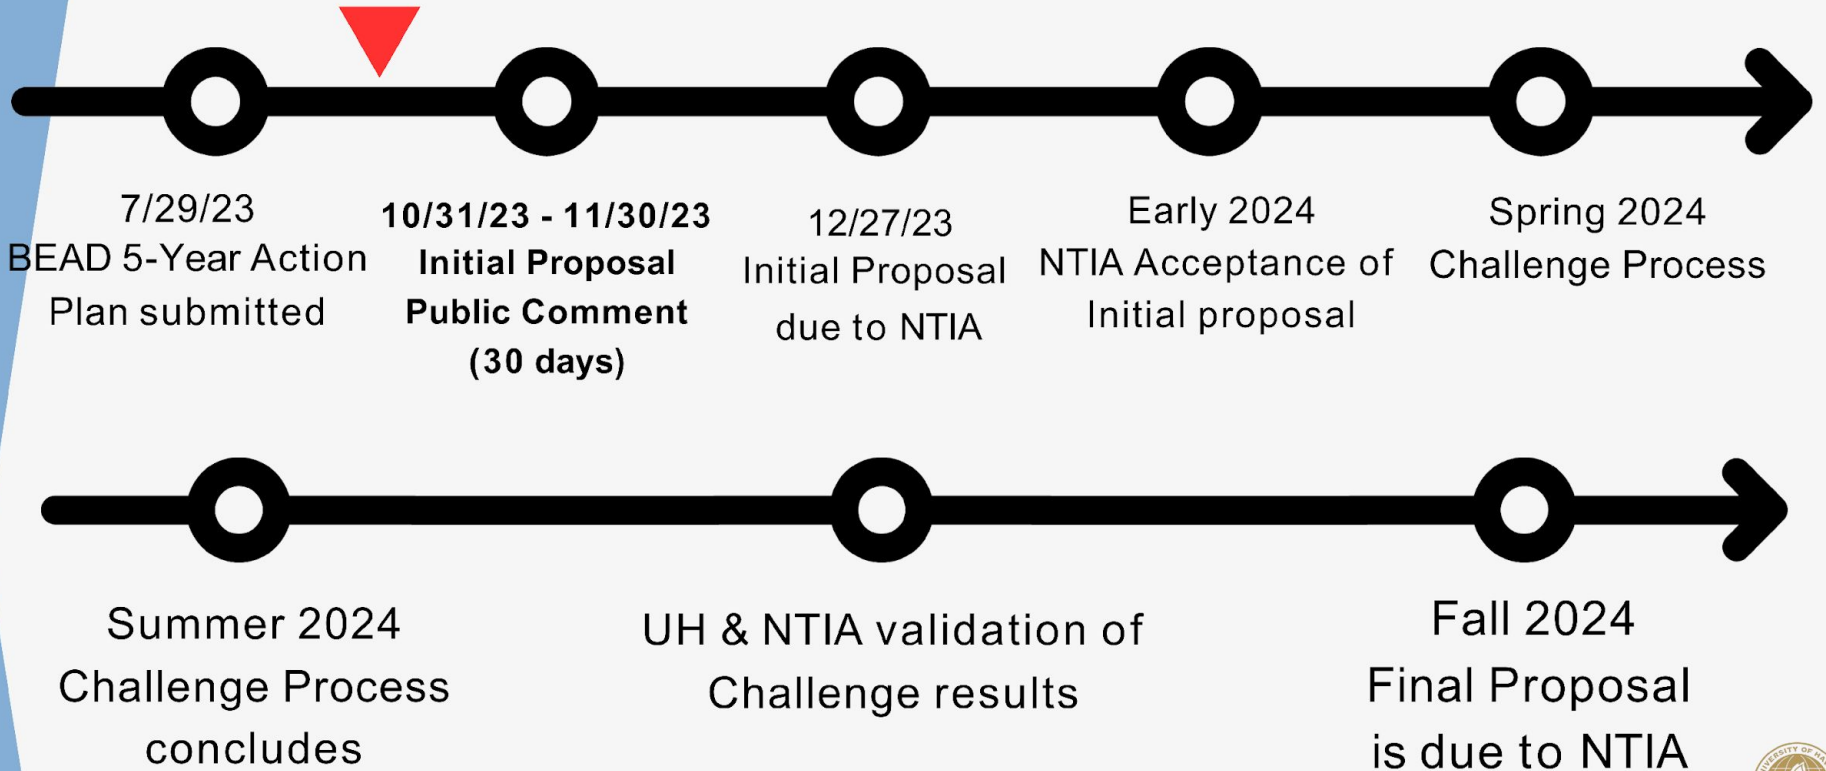 7/29/23
BEAD 5-Year Action
Plan submitted
10/31/23 - 11/30/23
Initial Proposal
Public Comment
(30 days)
12/27/23
Initial Proposal
due to NTIA
Early 2024
NTIA Acceptance of
Initial proposal
Spring 2024
Challenge Process
Summer 2024
Challenge Process
concludes
UH & NTIA validation of
Challenge results
Fall 2024
Final Proposal
is due to NTIA